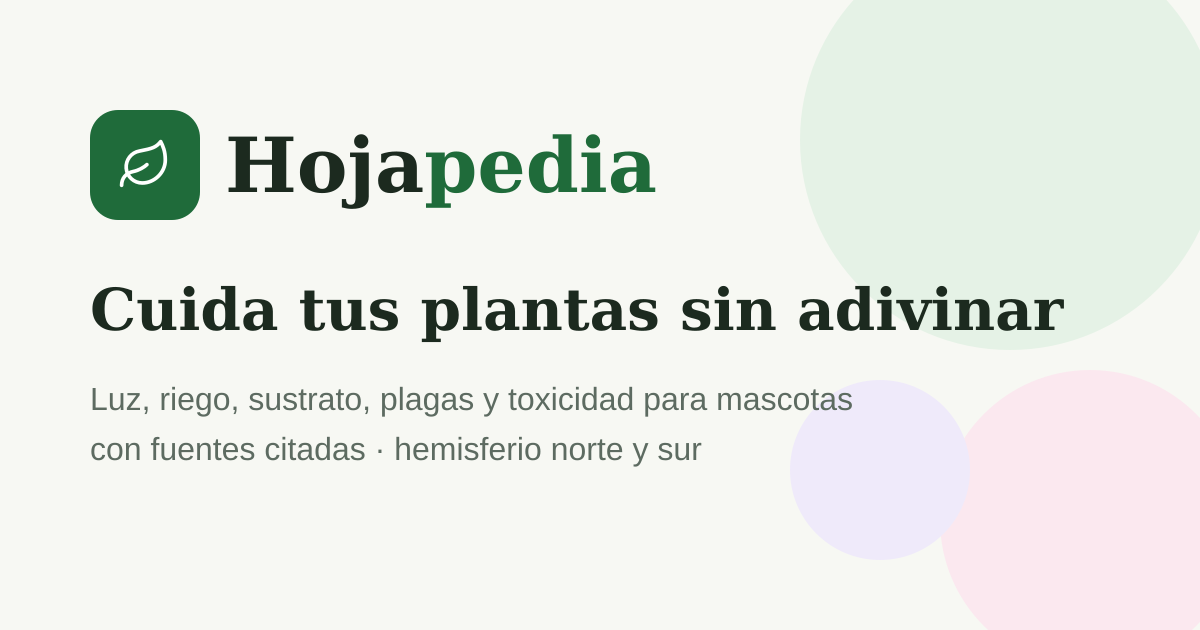 Hojapedia
Cuida tus plantas sin adivinar
Luz, riego, sustrato, plagas y toxicidad para mascotas
con fuentes citadas · hemisferio norte y sur